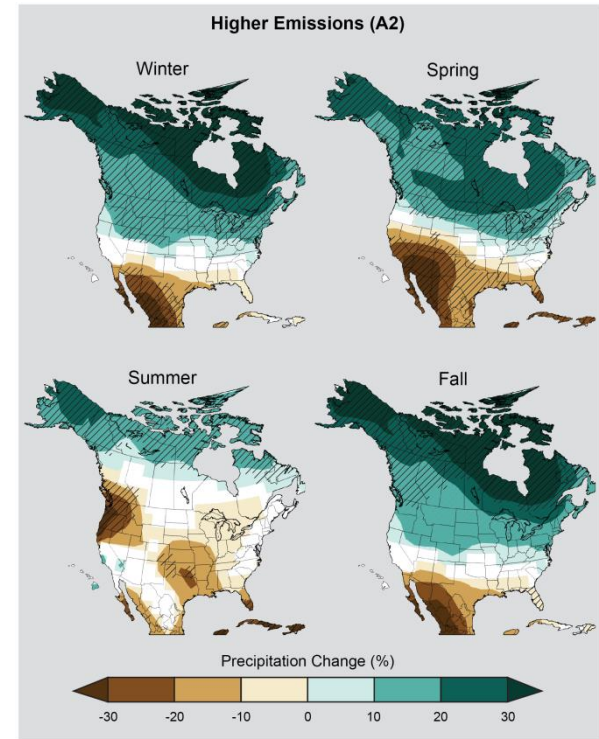 Higher Emissions (A2)
Winter
Spring
Summer
Fall
Precipitation Change (%)
-30 -20 -10 0 10 20 30